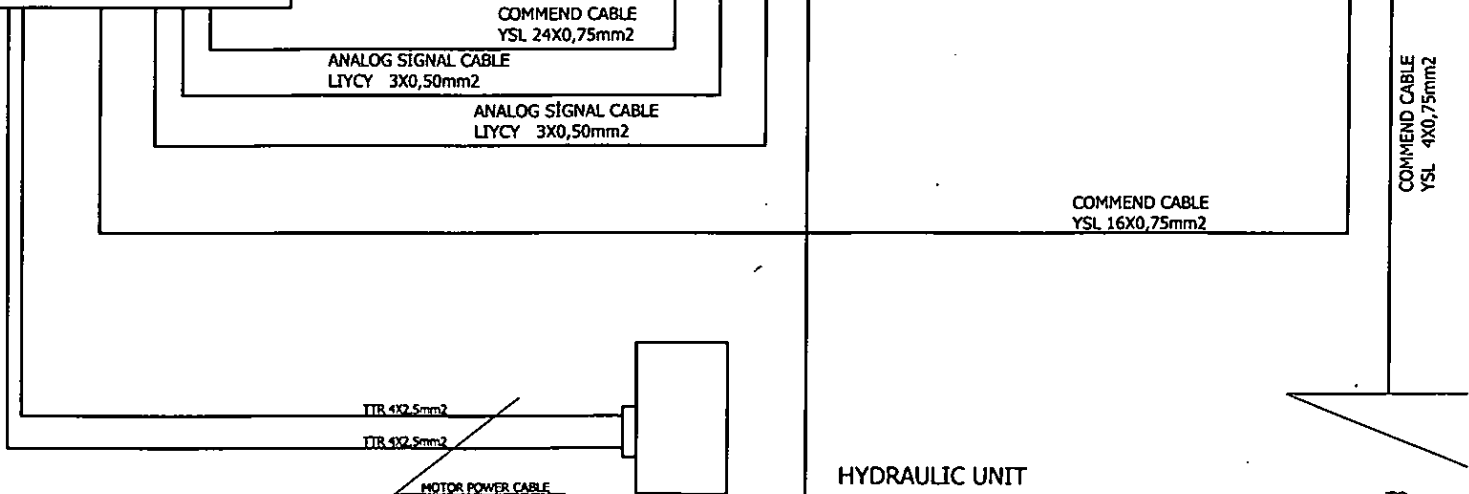 COMMEND CABLE
YSL 24X0,75mm2
ANALOG SİGNAL CABLE
LIYCY 3X0,50mm2
ANALOG SİGNAL CABLE
LIYCY 3X0,50mm2
COMMEND CABLE
YSL 4X0,75mm2
COMMEND CABLE
YSL 16X0,75mm2
TTR 4X2,5mm2
TTR 4X2,5mm2
MOTOR POWER CABLE
HYDRAULIC UNIT